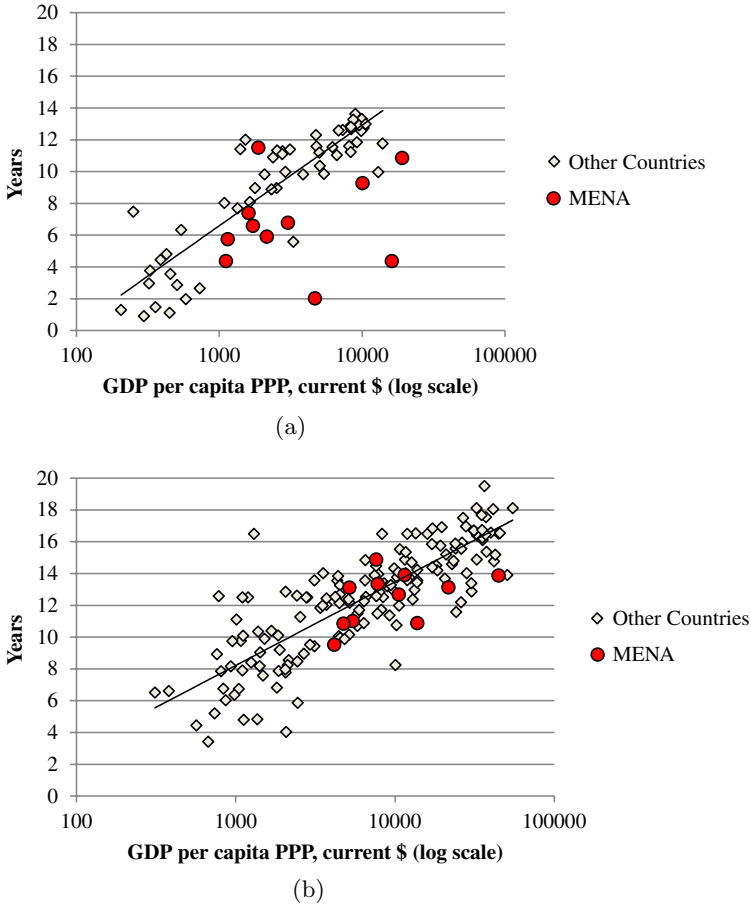 20
18
16
14
12
10
8
6
4
2
0
Years
100 1000 10000 100000
GDP per capita PPP, current $ (log scale)
Other Countries
MENA
(a)
20
18
16
14
12
10
8
6
4
2
0
Years
100 1000 10000 100000
GDP per capita PPP, current $ (log scale)
Other Countries
MENA
(b)